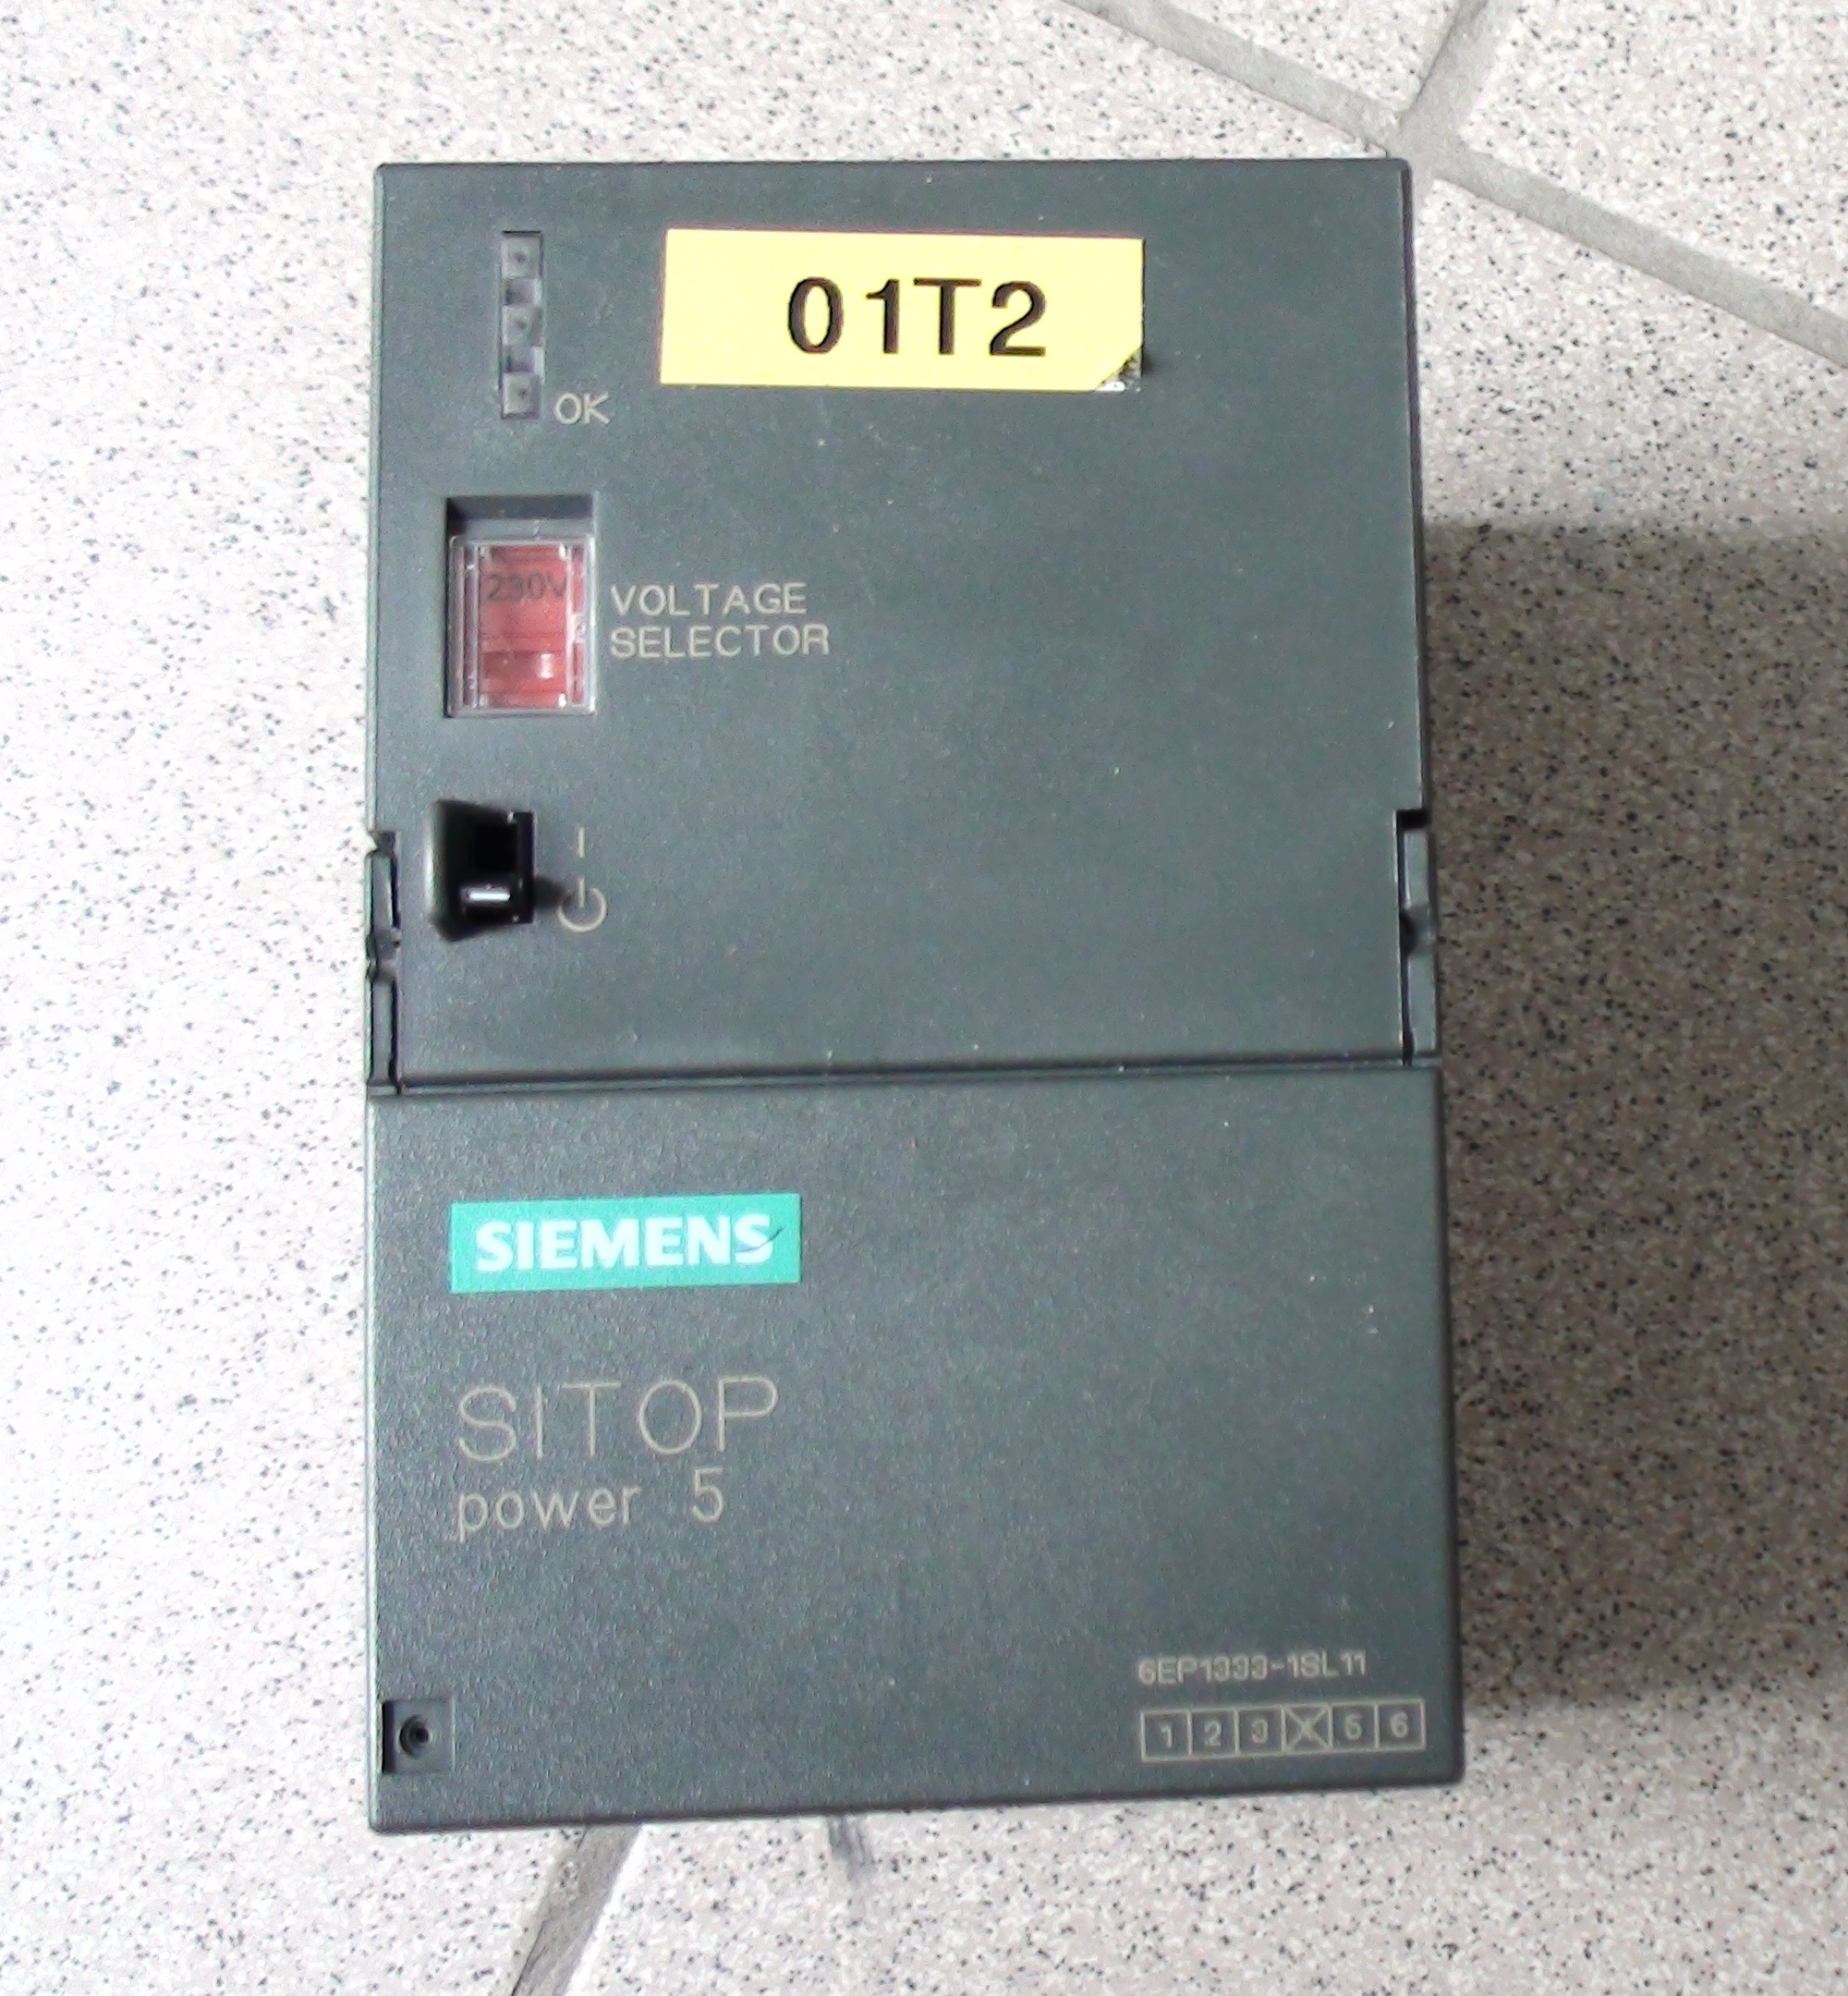 01T2
OK
230V
VOLTAGE
SELECTOR
SIEMENS
SITOP
power 5
6EP1333-1SL11
1 2 3 X 5 6